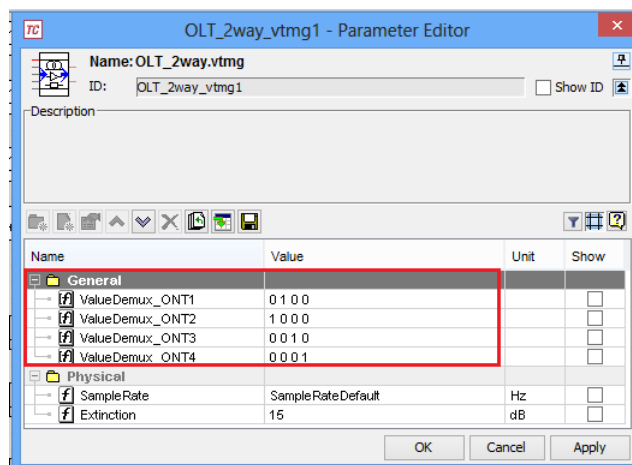 TC OLT_2way_vtmg1 - Parameter Editor
Name: OLT_2way.vtmg
ID: OLT_2way_vtmg1 Show ID
Description
Name Value Unit Show
General
f ValueDemux_ONT1 0 1 0 0
f ValueDemux_ONT2 1 0 0 0
f ValueDemux_ONT3 0 0 1 0
f ValueDemux_ONT4 0 0 0 1
Physical
f SampleRate SampleRateDefault Hz
f Extinction 15 dB
OK Cancel Apply